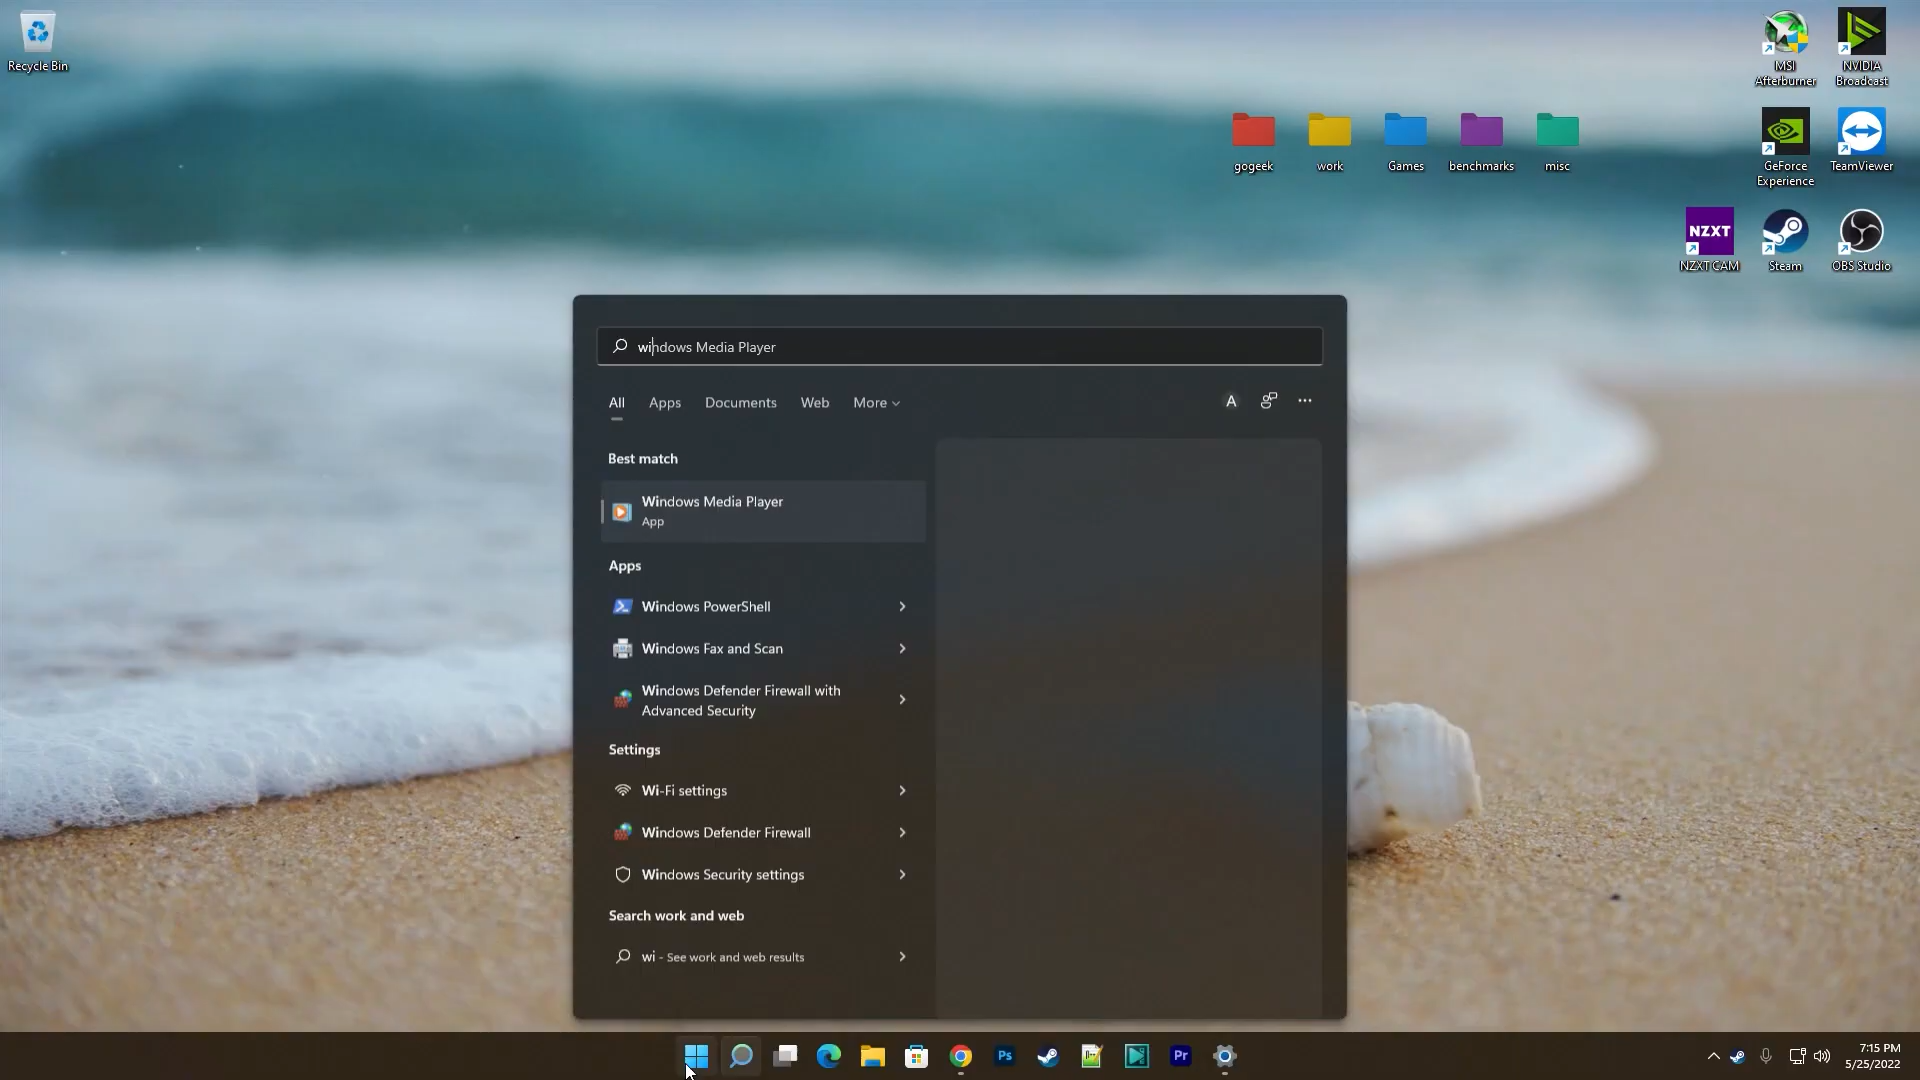 Recycle Bin
MSI
Afterburner
NVIDIA
Broadcast
gogeek
work
Games
benchmarks
misc
GeForce
Experience
TeamViewer
NZXT
NZXT CAM
Steam
OBS Studio
windows Media Player
All Apps Documents Web More
A
Best match
Windows Media Player
App
Apps
Windows PowerShell
Windows Fax and Scan
Windows Defender Firewall with
Advanced Security
Settings
Wi-Fi settings
Windows Defender Firewall
Windows Security settings
Search work and web
wi - See work and web results
Ps
Pr
7:15 PM
5/25/2022